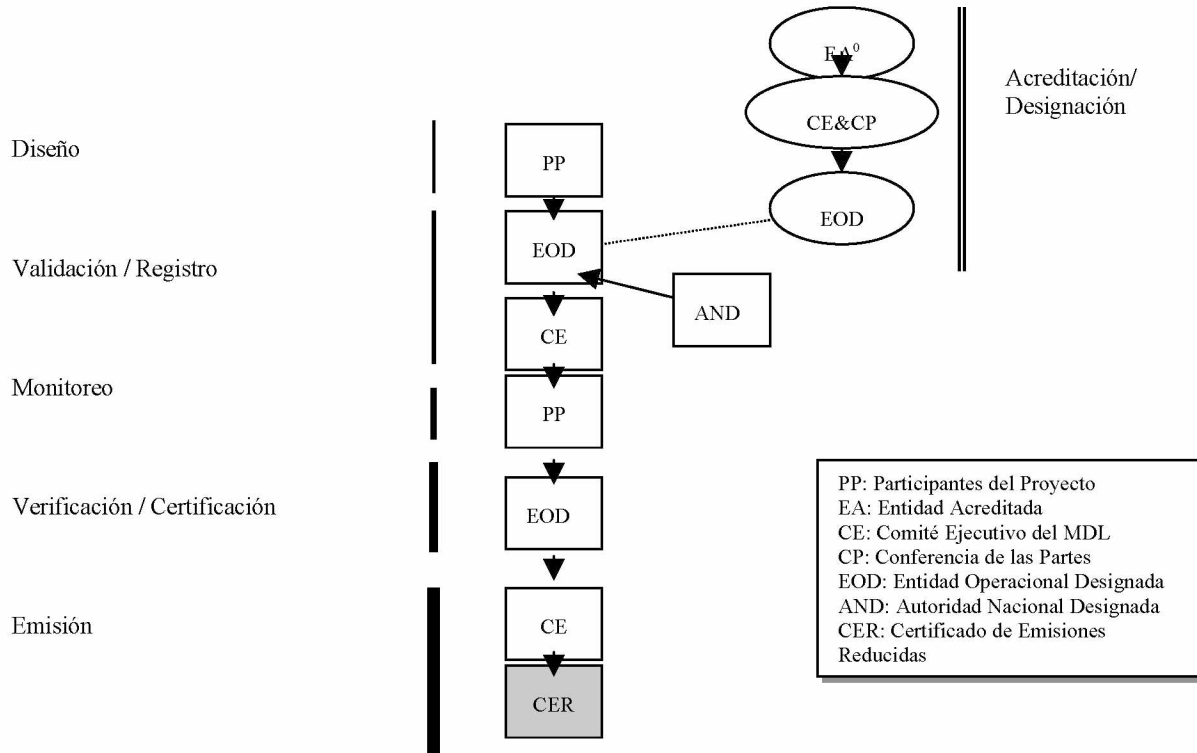 EA⁰
Acreditación/
Designación
CE&CP
Diseño
PP
EOD
EOD
Validación / Registro
AND
CE
Monitoreo
PP
PP: Participantes del Proyecto
EA: Entidad Acreditada
CE: Comité Ejecutivo del MDL
CP: Conferencia de las Partes
EOD: Entidad Operacional Designada
AND: Autoridad Nacional Designada
CER: Certificado de Emisiones
Reducidas
Verificación / Certificación
EOD
Emisión
CE
CER